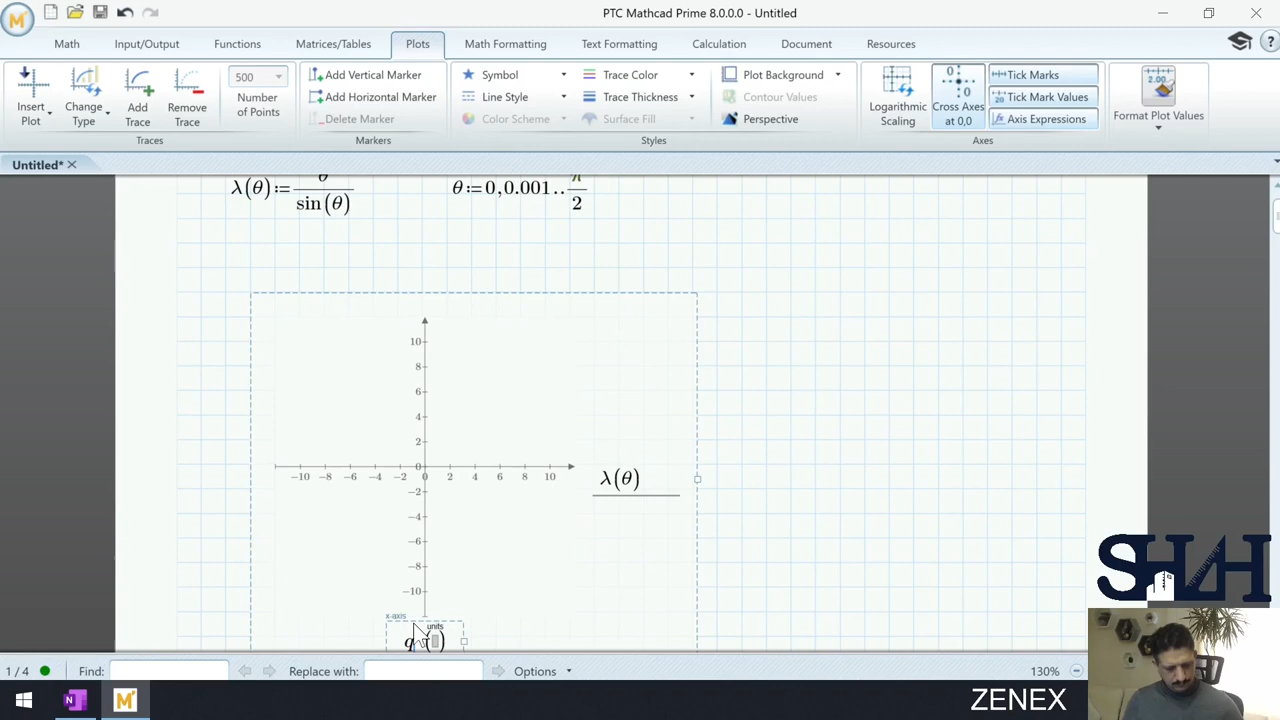 PTC Mathcad Prime 8.0.0.0 - Untitled
Math Input/Output Functions Matrices/Tables Plots Math Formatting Text Formatting Calculation Document Resources
Insert Plot
Change Type
Add Trace
Remove Trace
Traces
500
Number of Points
Add Vertical Marker
Add Horizontal Marker
Delete Marker
Markers
Symbol
Line Style
Color Scheme
Trace Color
Trace Thickness
Surface Fill
Plot Background
Contour Values
Perspective
Styles
Logarithmic Scaling
Cross Axes at 0,0
Tick Marks
Tick Mark Values
Axis Expressions
Axes
2.00
Format Plot Values
Untitled*
λ(θ):= θ
sin(θ)
θ:=0,0.001..π
2
10
8
6
4
2
−10 −8 −6 −4 −2 0 2 4 6 8 10
−2
−4
−6
−8
−10
λ(θ)
x-axis
units
SHZH
1 / 4 Find: Replace with: Options 130%
ZENEX